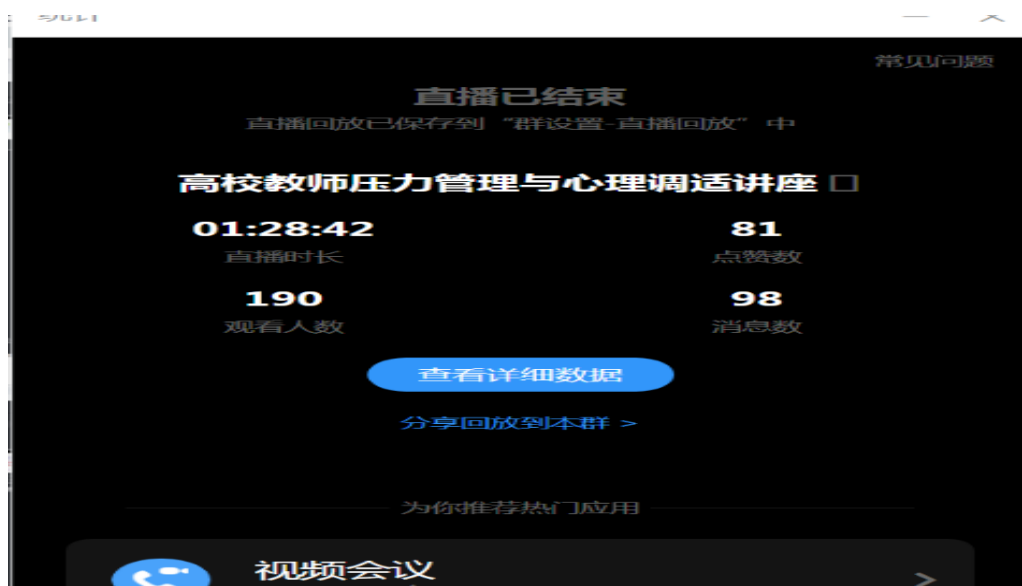 统计
常见问题
直播已结束
直播回放已保存到“群设置-直播回放”中
高校教师压力管理与心理调适讲座
01:28:42
81
直播时长
点赞数
190
98
观看人数
消息数
查看详细数据
分享回放到本群 >
为你推荐热门应用
视频会议